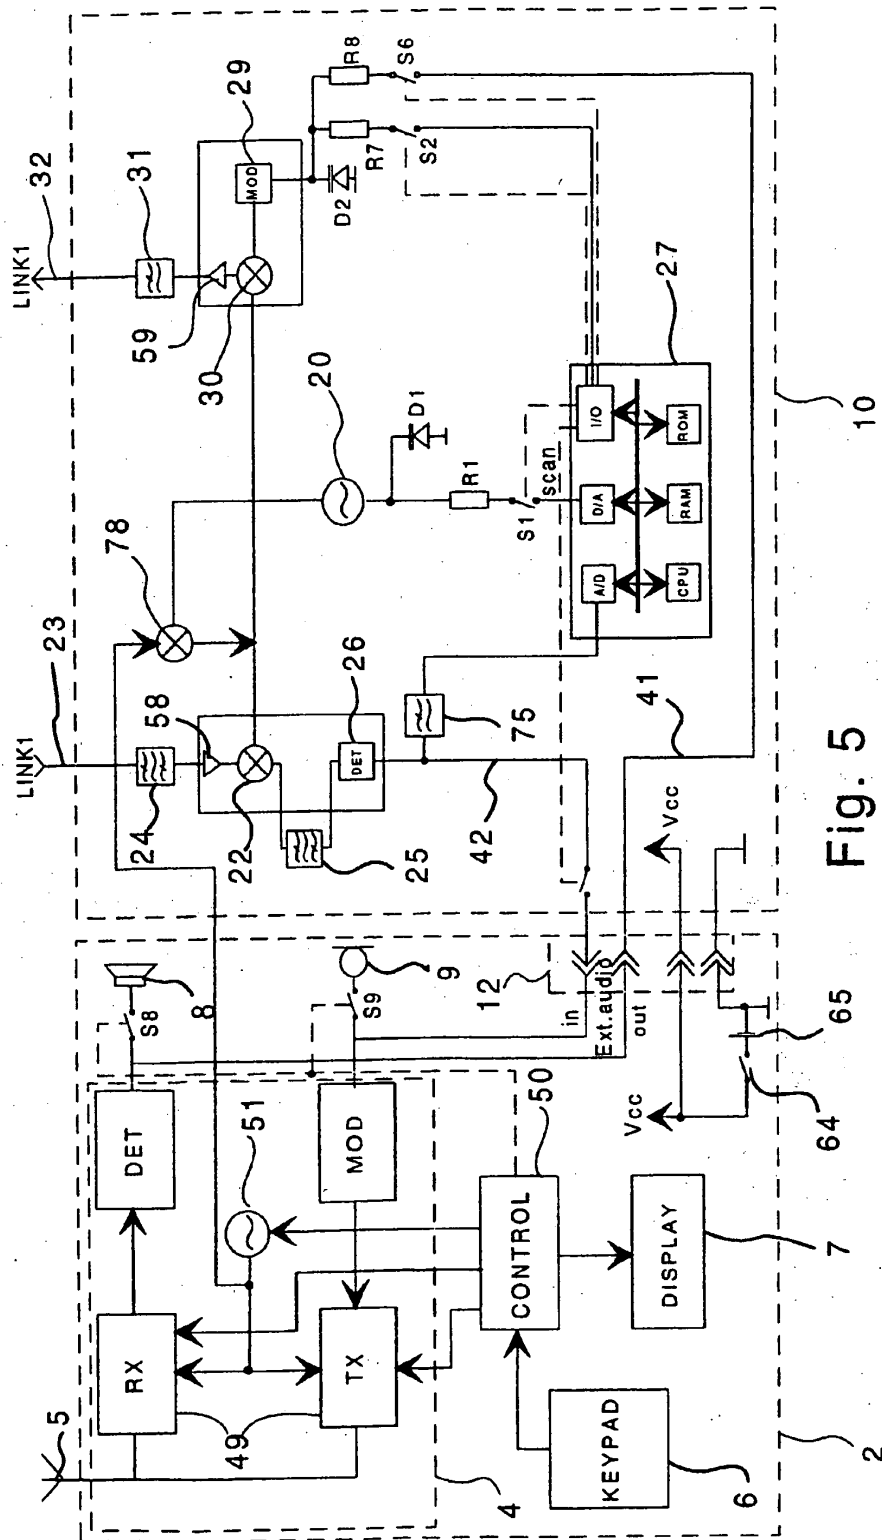 LINK1
32
31
29
MOD
59
30
D2
R7
R8
S2
S6
LINK1
23
78
20
D1
R1
S1
scan
24
58
22
26
DET
25
42
75
A/D
D/A
I/O
CPU
RAM
ROM
27
41
10
Vcc
5
RX
DET
S8
8
49
51
TX
MOD
S9
9
4
in
Ext.audio
out
12
50
CONTROL
KEYPAD
6
DISPLAY
7
Vcc
64
65
2
Fig. 5